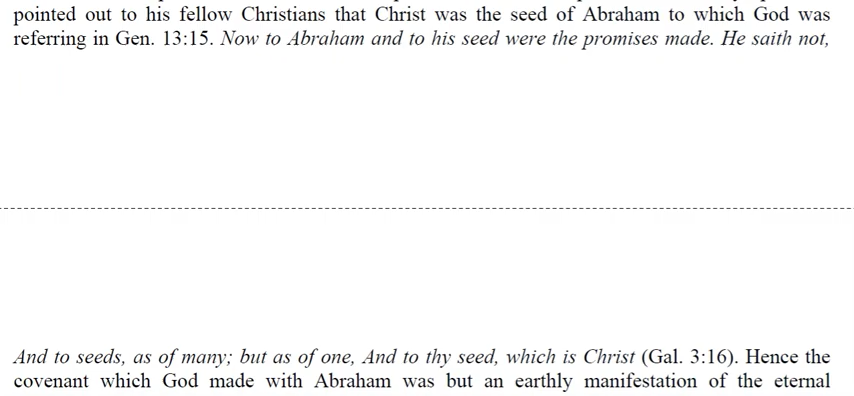 pointed out to his fellow Christians that Christ was the seed of Abraham to which God was
referring in Gen. 13:15. Now to Abraham and to his seed were the promises made. He saith not,
And to seeds, as of many; but as of one, And to thy seed, which is Christ (Gal. 3:16). Hence the
covenant which God made with Abraham was but an earthly manifestation of the eternal